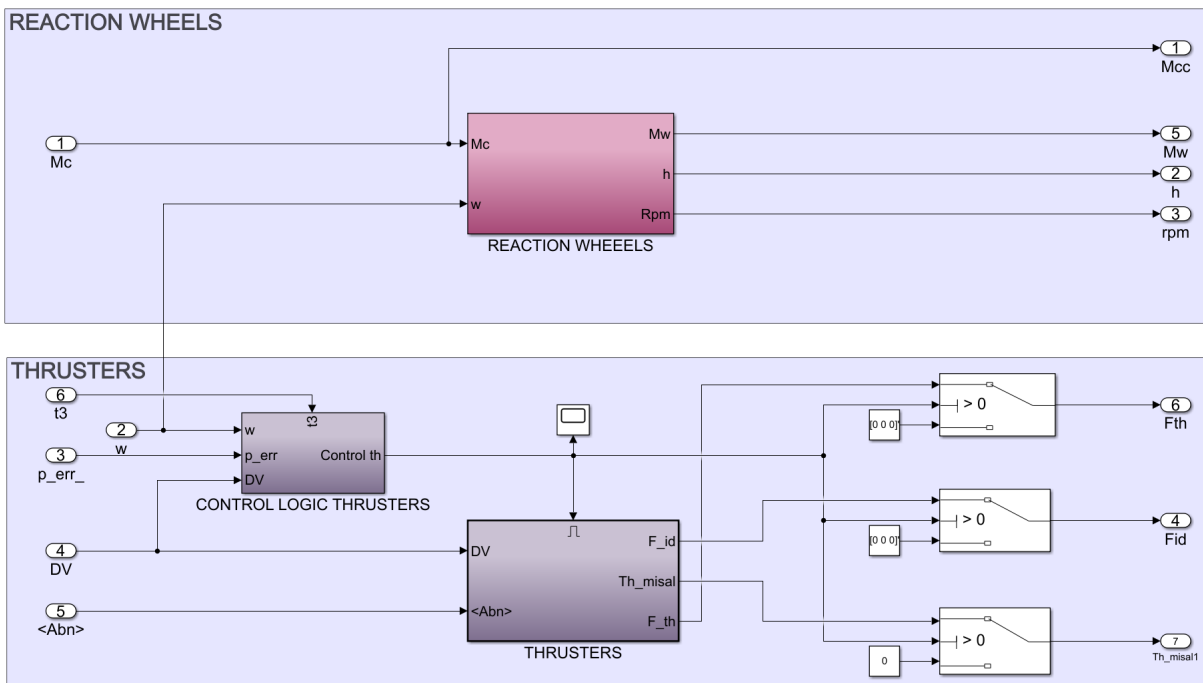 REACTION WHEELS
1
Mcc
1
Mc
Mc
w
Mw
h
Rpm
5
Mw
2
h
3
rpm
REACTION WHEEELS
THRUSTERS
6
t3
2
w
3
p_err_
t3
w
p_err
DV
Control th
CONTROL LOGIC THRUSTERS
4
DV
5
<Abn>
DV
<Abn>
F_id
Th_misal
F_th
THRUSTERS
> 0
[0 0 0]'
6
Fth
> 0
[0 0 0]'
4
Fid
> 0
0
7
Th_misal1